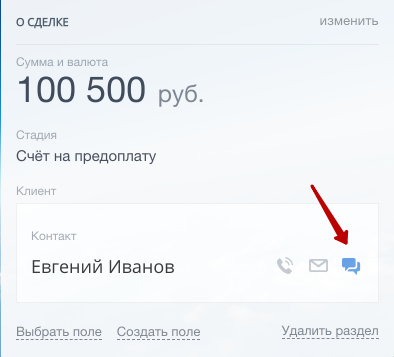 О СДЕЛКЕ изменить
Сумма и валюта
100 500 руб.
Стадия
Счёт на предоплату
Клиент
Контакт
Евгений Иванов
Выбрать поле Создать поле Удалить раздел